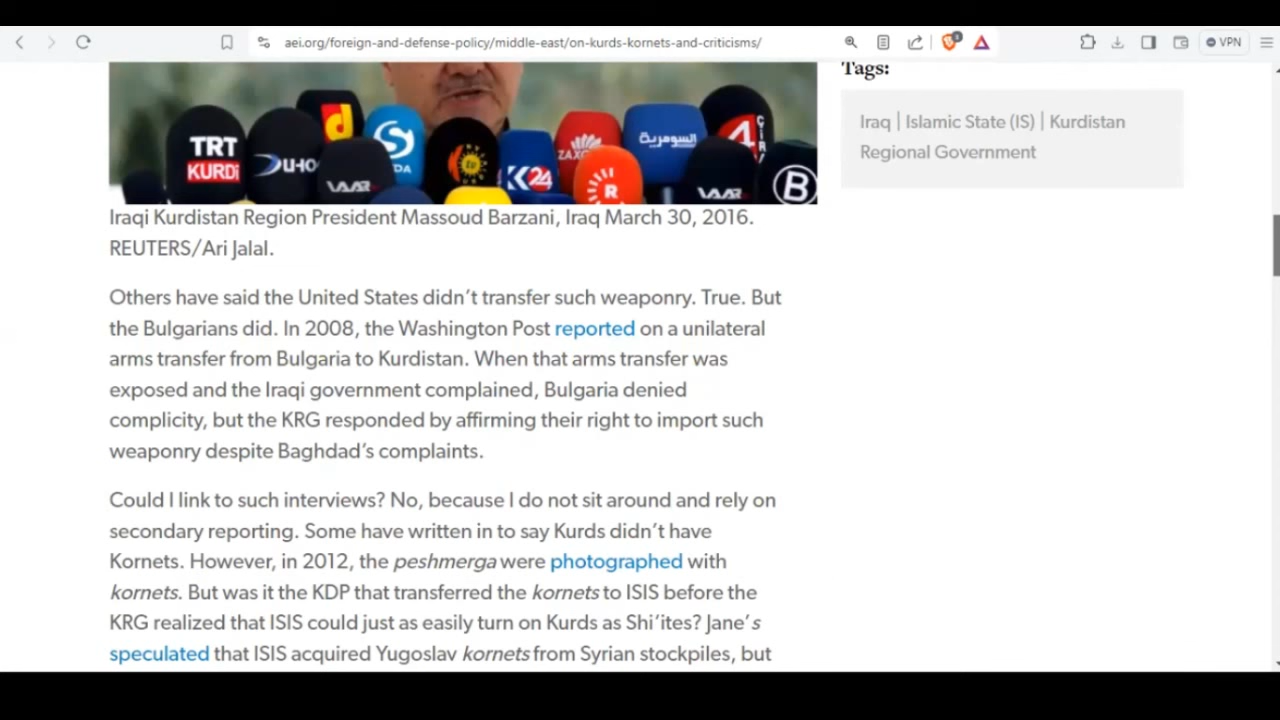 aei.org/foreign-and-defense-policy/middle-east/on-kurds-kornets-and-criticisms/
VPN
Tags:
Iraq | Islamic State (IS) | Kurdistan
Regional Government
TRT
KURDi
DUHO
VAAR
K24
ZAXO
R
السومرية
4
VAAR
B
Iraqi Kurdistan Region President Massoud Barzani, Iraq March 30, 2016.
REUTERS/Ari Jalal.
Others have said the United States didn’t transfer such weaponry. True. But
the Bulgarians did. In 2008, the Washington Post reported on a unilateral
arms transfer from Bulgaria to Kurdistan. When that arms transfer was
exposed and the Iraqi government complained, Bulgaria denied
complicity, but the KRG responded by affirming their right to import such
weaponry despite Baghdad’s complaints.
Could I link to such interviews? No, because I do not sit around and rely on
secondary reporting. Some have written in to say Kurds didn’t have
Kornets. However, in 2012, the peshmerga were photographed with
kornets. But was it the KDP that transferred the kornets to ISIS before the
KRG realized that ISIS could just as easily turn on Kurds as Shi’ites? Jane’s
speculated that ISIS acquired Yugoslav kornets from Syrian stockpiles, but